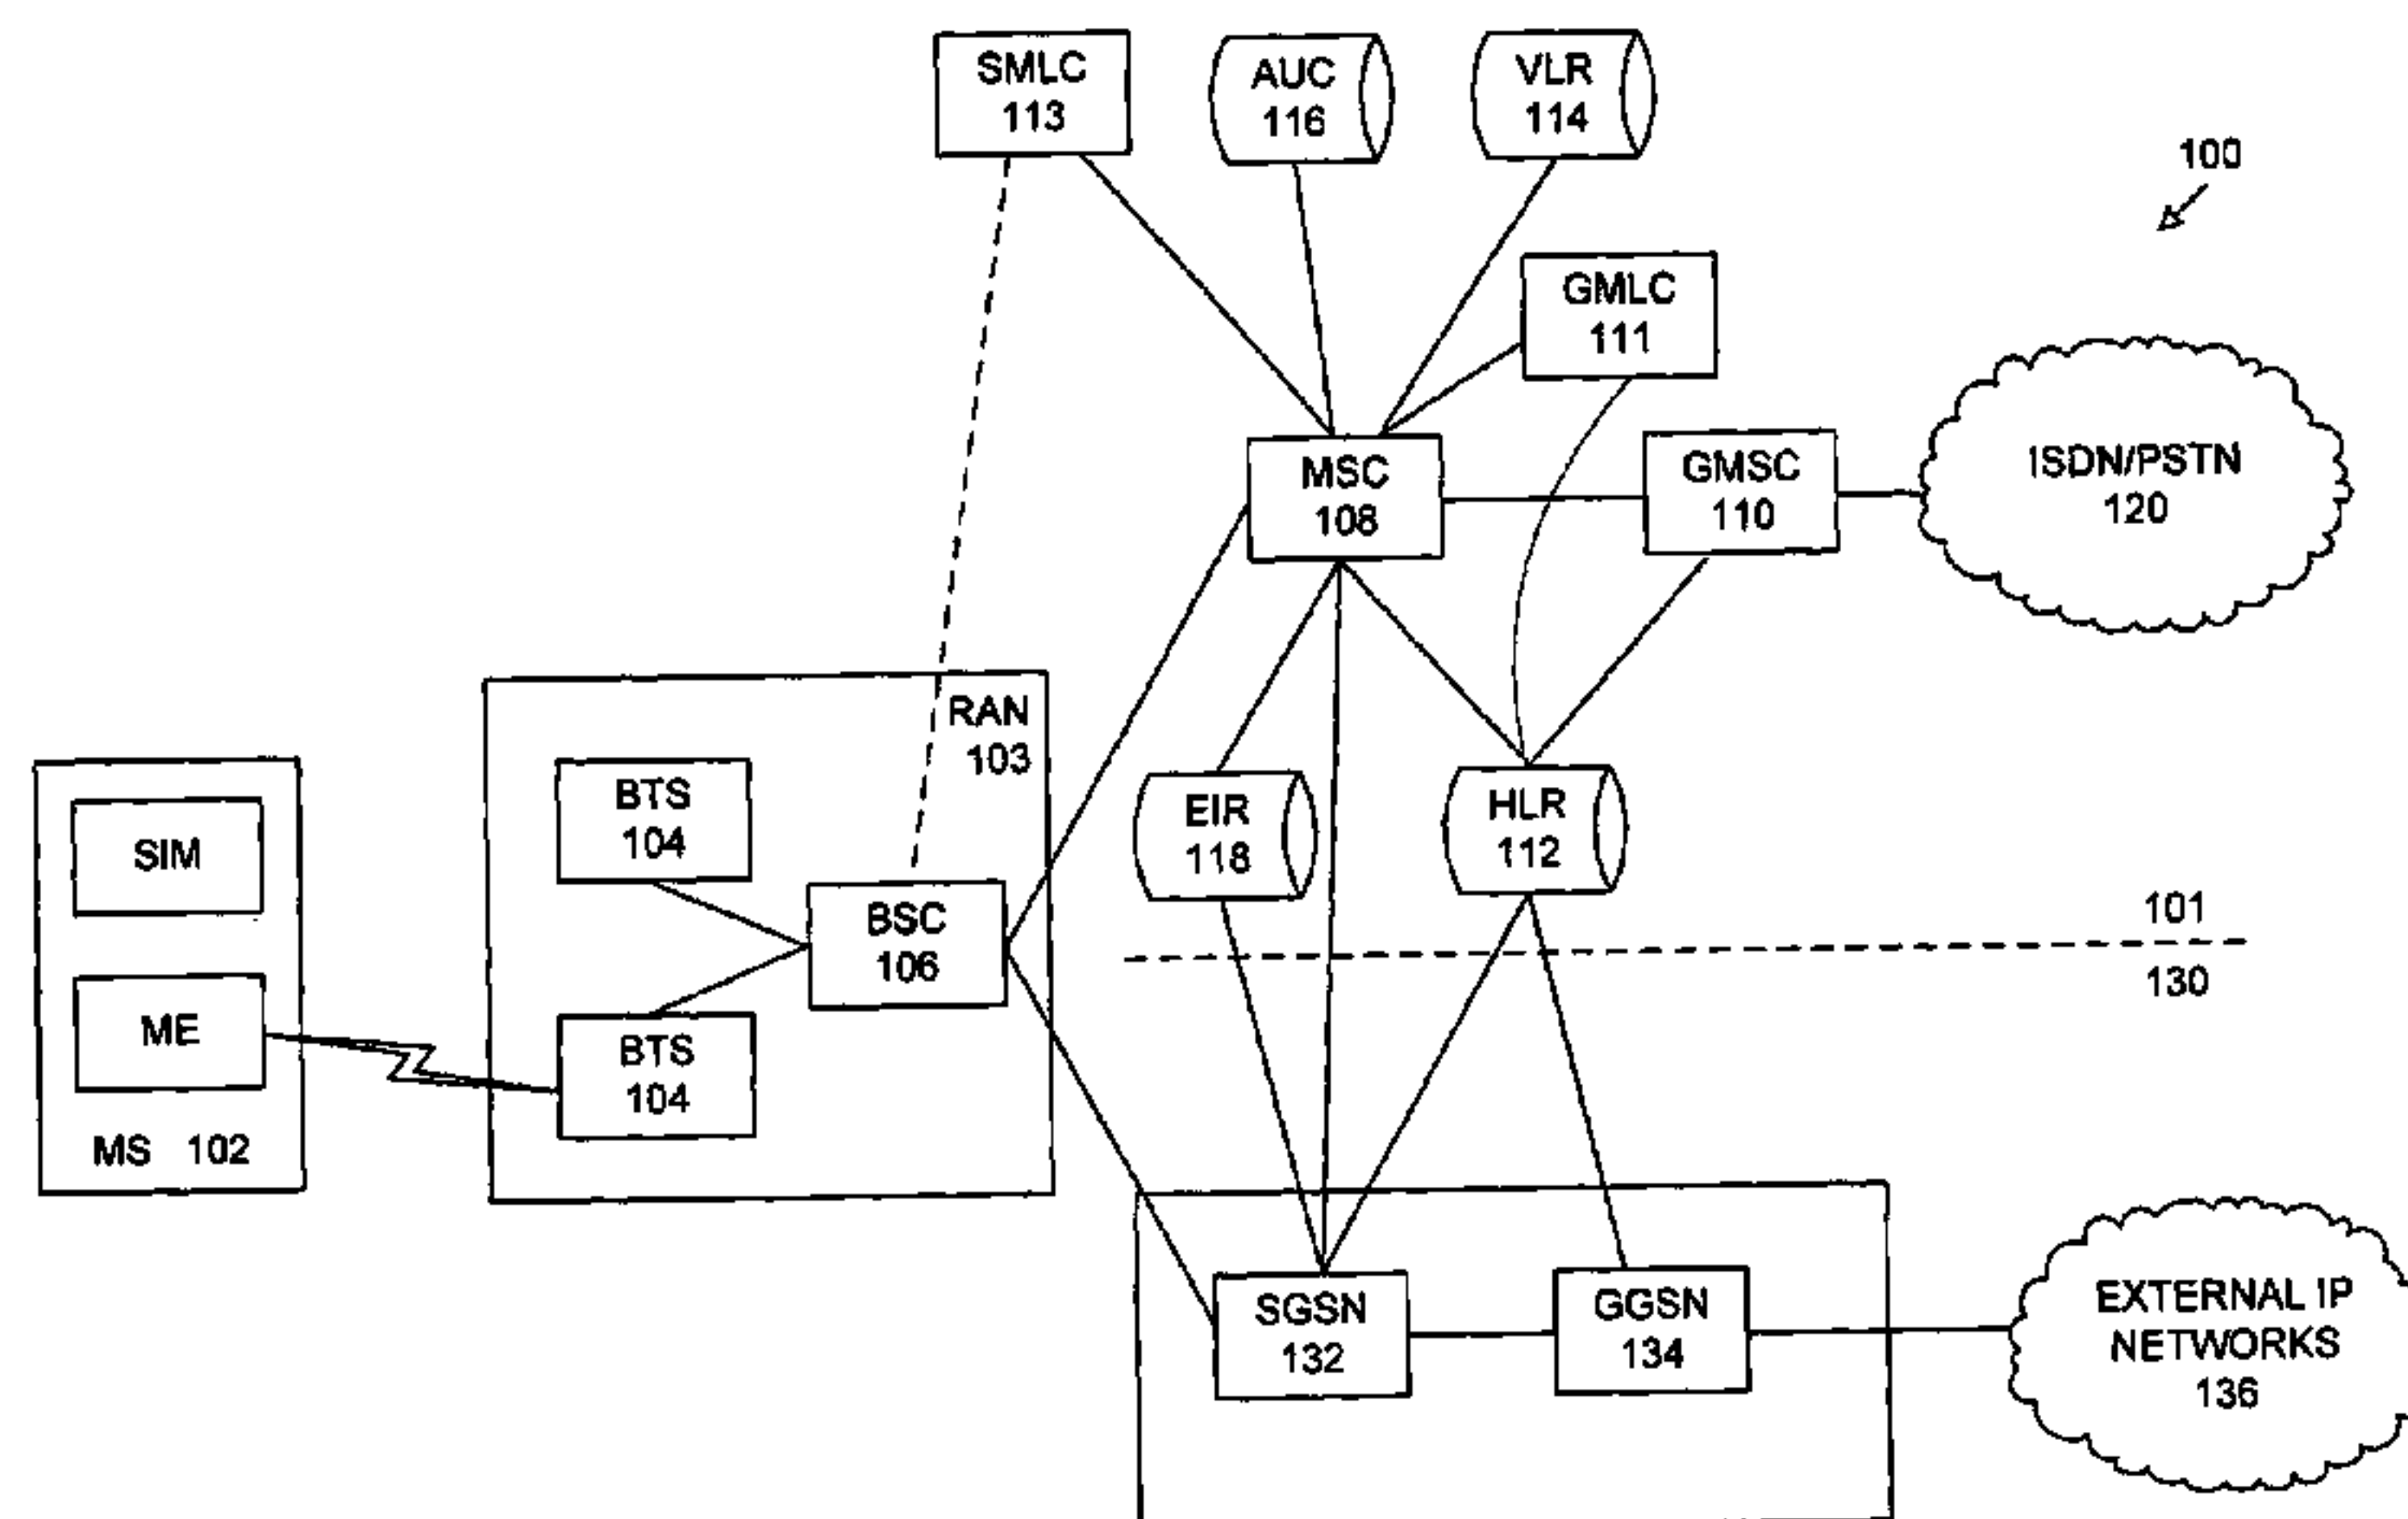 SMLC
113
AUC
116
VLR
114
100
GMLC
111
MSC
108
GMSC
110
ISDN/PSTN
120
RAN
103
SIM
ME
MS 102
BTS
104
BSC
106
BTS
104
EIR
118
HLR
112
101
130
SGSN
132
GGSN
134
EXTERNAL IP
NETWORKS
136